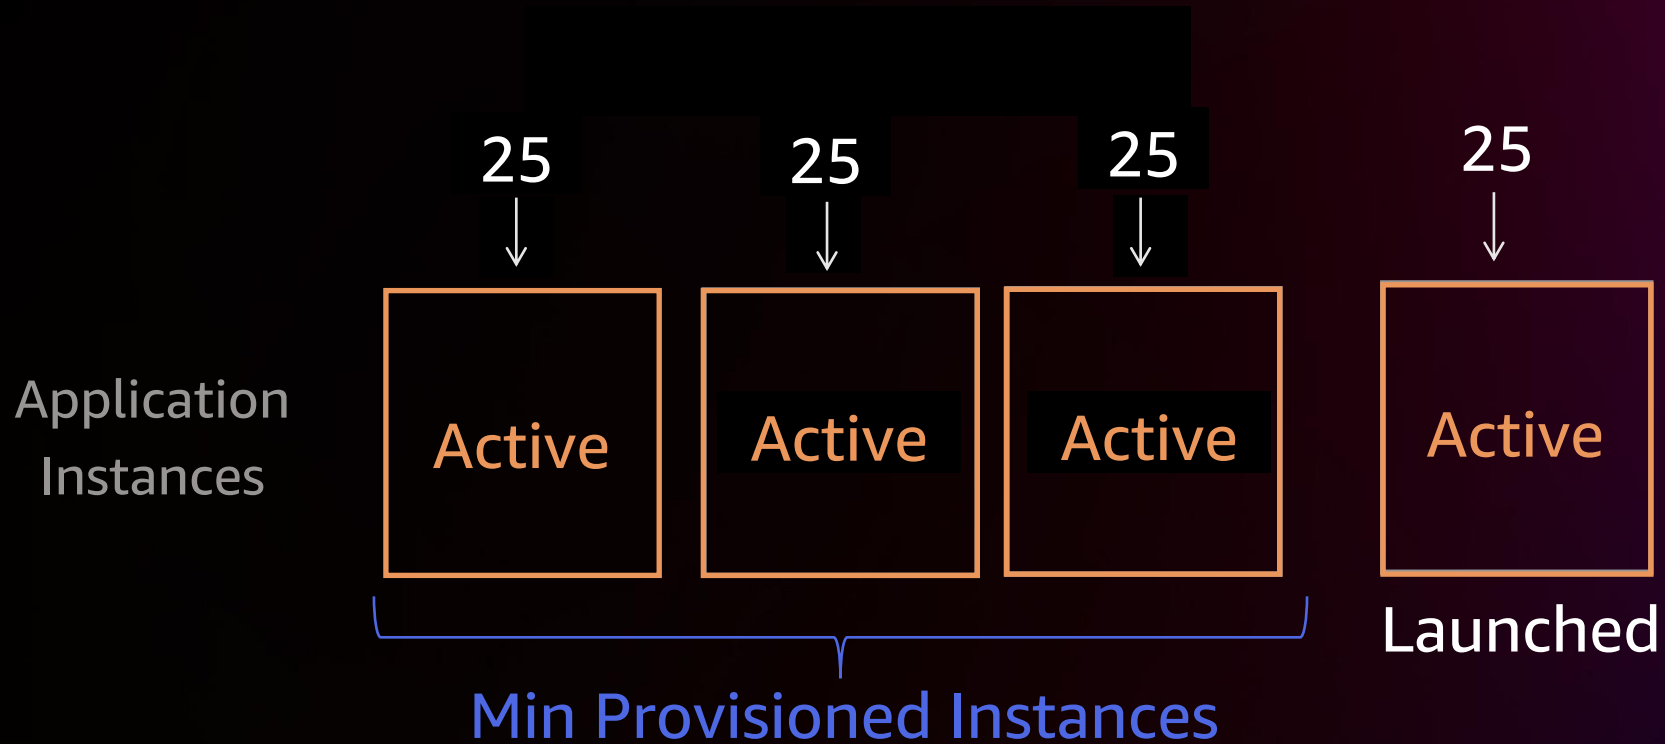 25 25 25 25
Application
Instances
Active Active Active Active
Launched
Min Provisioned Instances